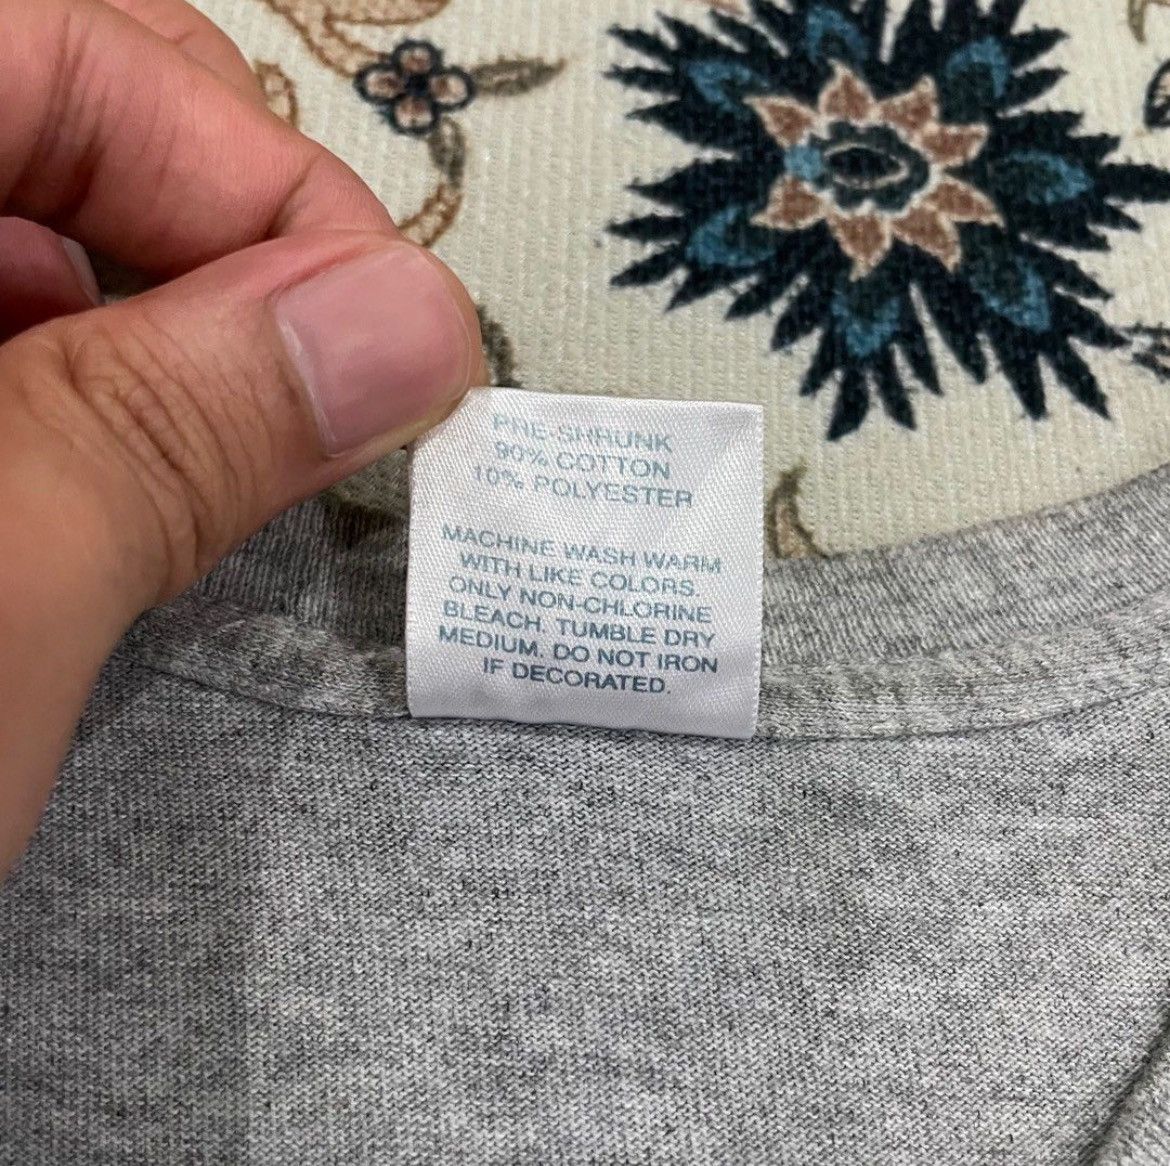 PRE-SHRUNK
90% COTTON
10% POLYESTER
MACHINE WASH WARM
WITH LIKE COLORS.
ONLY NON-CHLORINE
BLEACH. TUMBLE DRY
MEDIUM. DO NOT IRON
IF DECORATED.